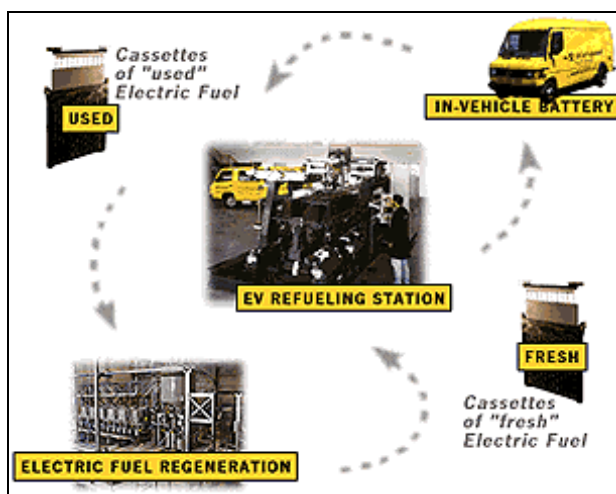 Cassettes
of "used"
Electric Fuel
USED
IN-VEHICLE BATTERY
EV REFUELING STATION
FRESH
Cassettes
of "fresh"
Electric Fuel
ELECTRIC FUEL REGENERATION